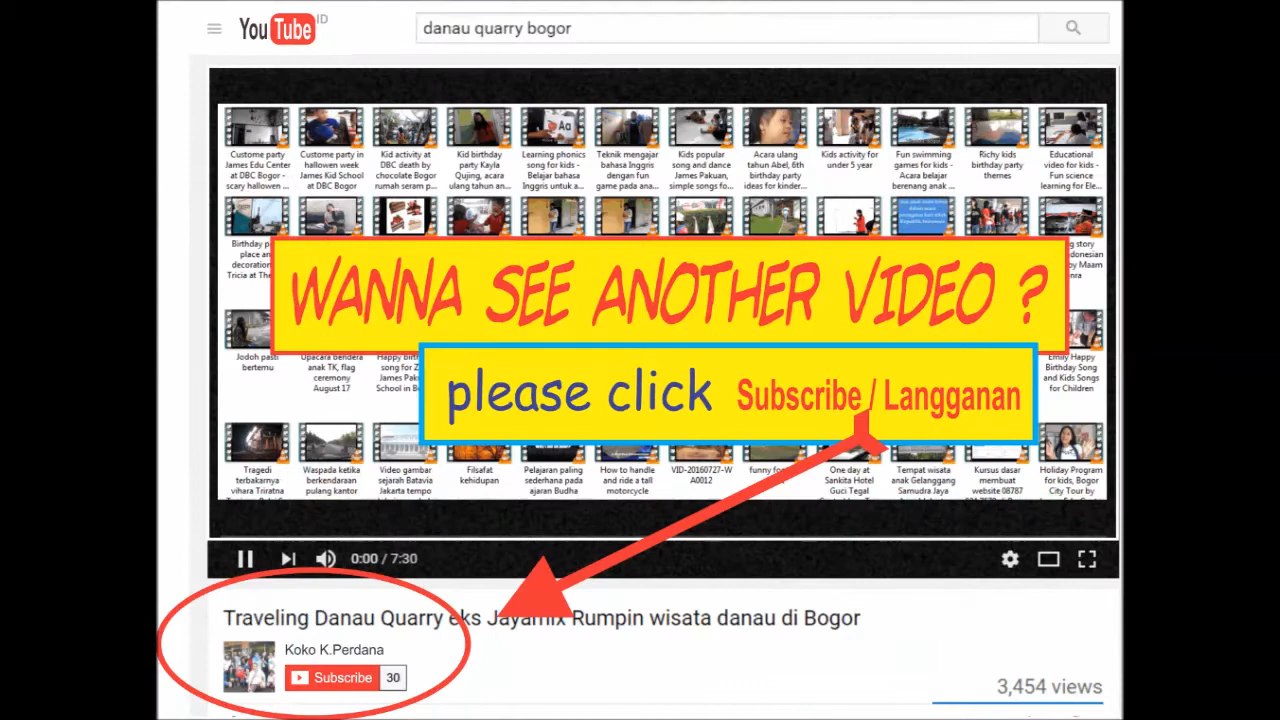 YouTube ID
danau quarry bogor
Custome party James Edu Center at DBC Bogor - scary hallowen ...
Custome party in hallowen week James Kid School at DBC Bogor
Kid activity at DBC death by chocolate Bogor rumah seram p...
Kid birthday party Kayla Qujing, acara ulang tahun an...
Learning phonics song for kids - Belajar bahasa Inggris untuk a...
Teknik mengajar bahasa Inggris dengan fun game pada ana...
Kids popular song and dance James Pakuan, simple songs fo...
Acara ulang tahun Abel, 6th birthday party ideas for kinder...
Kids activity for under 5 year
Fun swimming games for kids - Acara belajar berenang anak ...
Richy kids birthday party themes
Educational video for kids - Fun science learning for Ele...
WANNA SEE ANOTHER VIDEO ?
please click Subscribe / Langganan
Jodoh pasti bertemu
Upacara bendera anak TK, flag ceremony August 17
Emily Happy Birthday Song and Kids Songs for Children
Tragedi terbakarnya vihara Triratna
Waspada ketika berkendaraan pulang kantor
Video gambar sejarah Batavia Jakarta tempo
Filsafat kehidupan
Pelajaran paling sederhana pada ajaran Budha
How to handle and ride a tall motorcycle
VID-20160727-WA0012
funny
One day at Sankita Hotel Guci Tegal
Tempat wisata anak Gelanggang Samudra Jaya
Kursus dasar membuat website 08787
Holiday Program for kids, Bogor City Tour by
0:00 / 7:30
Traveling Danau Quarry eks Jayamix Rumpin wisata danau di Bogor
Koko K.Perdana
Subscribe 30
3,454 views